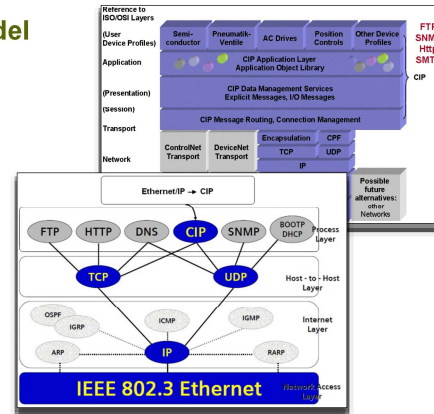 del
Reference to
ISO/OSI Layers
(User
Device Profiles)
Semi-
conductor
Pneumatik-
Ventile
AC Drives
Position
Controls
Other Device
Profiles
FTP
SNM
Http
SMT
Application
CIP Application Layer
Application Object Library
CIP
(Presentation)
CIP Data Management Services
Explicit Messages, I/O Messages
(Session)
CIP Message Routing, Connection Management
Transport
ControlNet
Transport
DeviceNet
Transport
Encapsulation
CPF
TCP
UDP
Network
IP
Possible
future
alternatives:
other
Networks
Ethernet/IP → CIP
FTP
HTTP
DNS
CIP
SNMP
BOOTP
DHCP
Process
Layer
TCP
UDP
Host - to - Host
Layer
OSPF
IGRP
ICMP
IGMP
Internet
Layer
ARP
IP
RARP
IEEE 802.3 Ethernet
Network Access
Layer